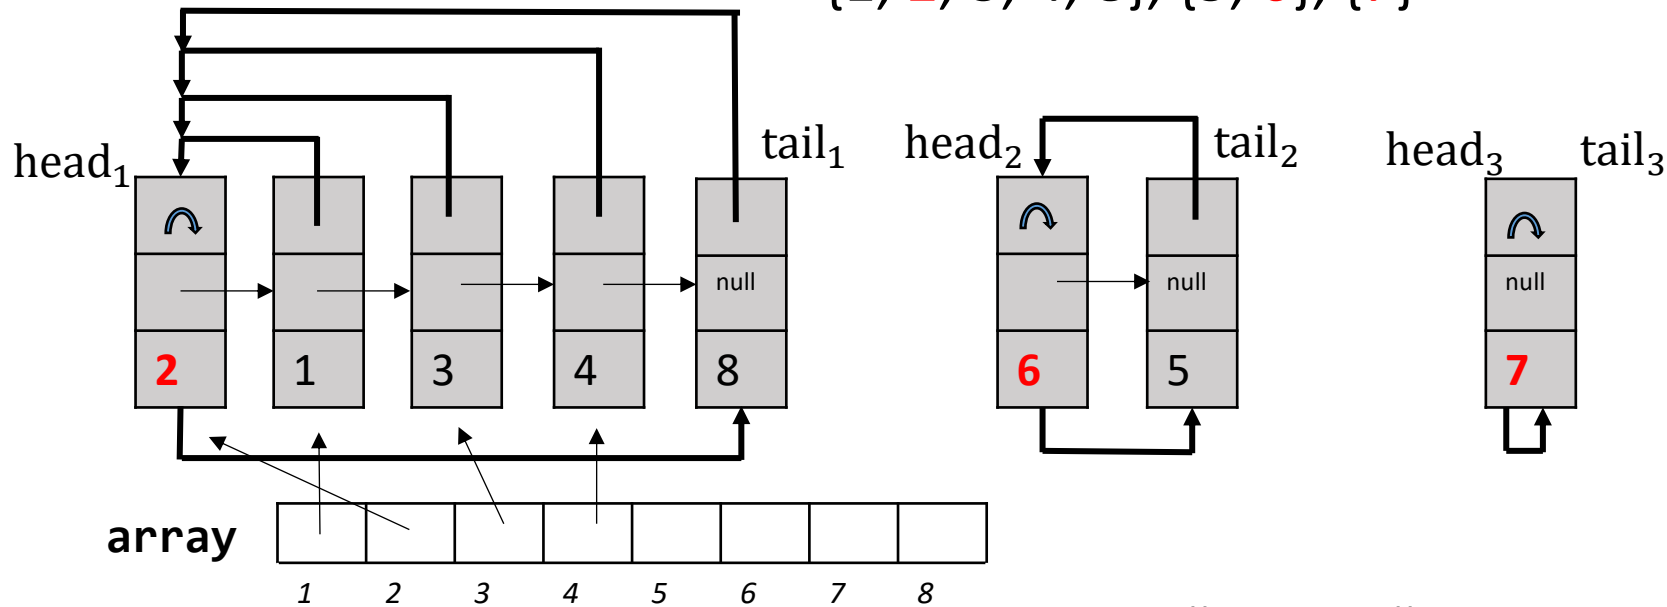 head₁ tail₁ head₂ tail₂ head₃ tail₃
null null null
2 1 3 4 8 6 5 7
array
1 2 3 4 5 6 7 8